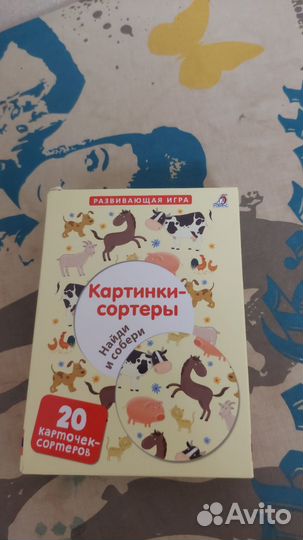 РАЗВИВАЮЩАЯ ИГРА
Картинки-
сортеры
Найди
и собери
20
КАРТОЧЕК-
СОРТЕРОВ
Avito